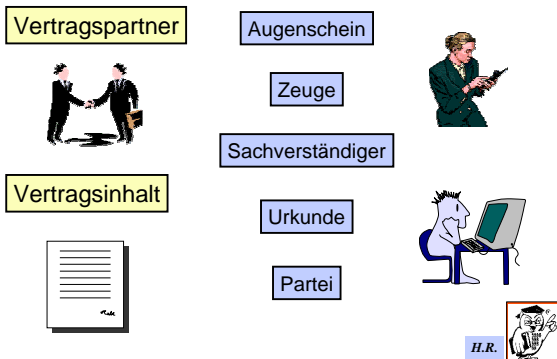 Vertragspartner
Augenschein
Zeuge
Sachverständiger
Vertragsinhalt
Urkunde
Partei
H.R.